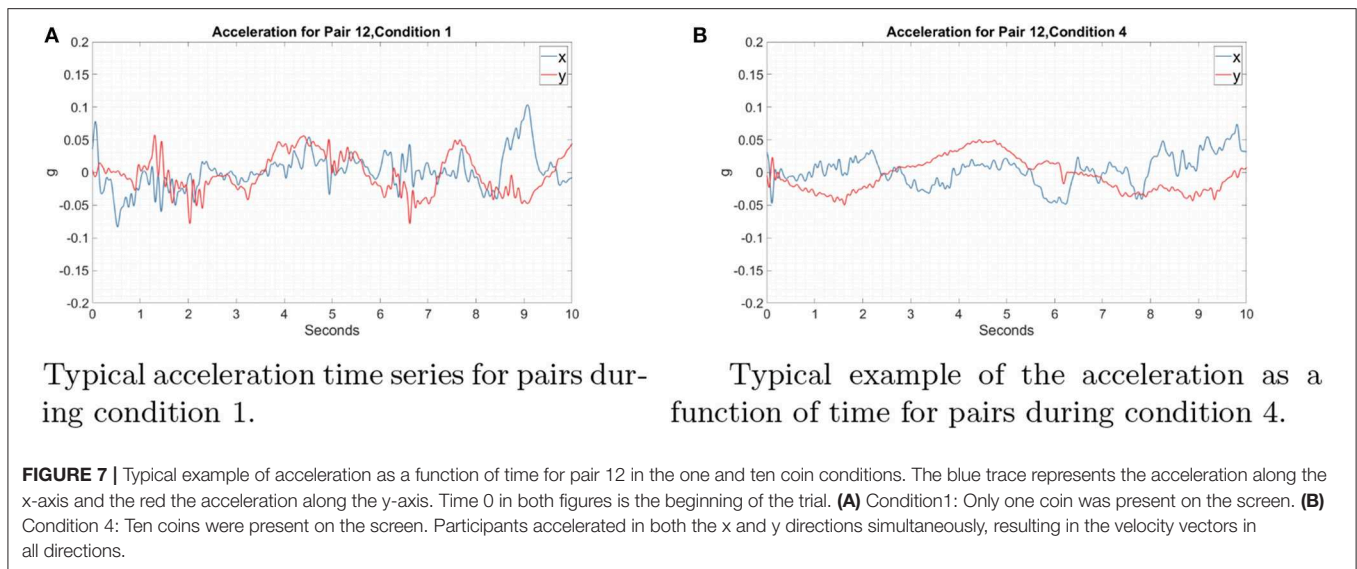 A
Acceleration for Pair 12,Condition 1
0.2
0.15
0.1
0.05
0
-0.05
-0.1
-0.15
-0.2
g
x
y
0 1 2 3 4 5 6 7 8 9 10
Seconds
B
Acceleration for Pair 12,Condition 4
0.2
0.15
0.1
0.05
0
-0.05
-0.1
-0.15
-0.2
g
x
y
0 1 2 3 4 5 6 7 8 9 10
Seconds
Typical acceleration time series for pairs dur-
ing condition 1.
Typical example of the acceleration as a
function of time for pairs during condition 4.
FIGURE 7 | Typical example of acceleration as a function of time for pair 12 in the one and ten coin conditions. The blue trace represents the acceleration along the
x-axis and the red the acceleration along the y-axis. Time 0 in both figures is the beginning of the trial. (A) Condition1: Only one coin was present on the screen. (B)
Condition 4: Ten coins were present on the screen. Participants accelerated in both the x and y directions simultaneously, resulting in the velocity vectors in
all directions.